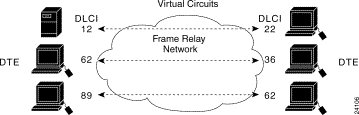 Virtual Circuits
DLCI DLCI
12 22
Frame Relay
Network
DTE 62 36 DTE
89 62
24106